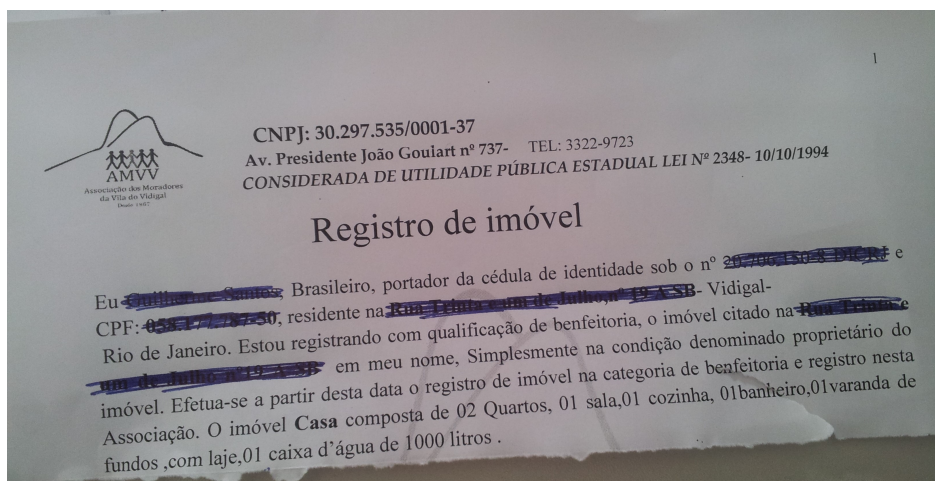 1
CNPJ: 30.297.535/0001-37
Av. Presidente João Goulart nº 737- TEL: 3322-9723
CONSIDERADA DE UTILIDADE PÚBLICA ESTADUAL LEI Nº 2348- 10/10/1994
AMVV
Associação dos Moradores
da Vila do Vidigal
Registro de imóvel
Eu , Brasileiro, portador da cédula de identidade sob o nº e
CPF: , residente na - Vidigal-
Rio de Janeiro. Estou registrando com qualificação de benfeitoria, o imóvel citado na
em meu nome, Simplesmente na condição denominado proprietário do
imóvel. Efetua-se a partir desta data o registro de imóvel na categoria de benfeitoria e registro nesta
Associação. O imóvel Casa composta de 02 Quartos, 01 sala,01 cozinha, 01banheiro,01varanda de
fundos ,com laje,01 caixa d’água de 1000 litros .